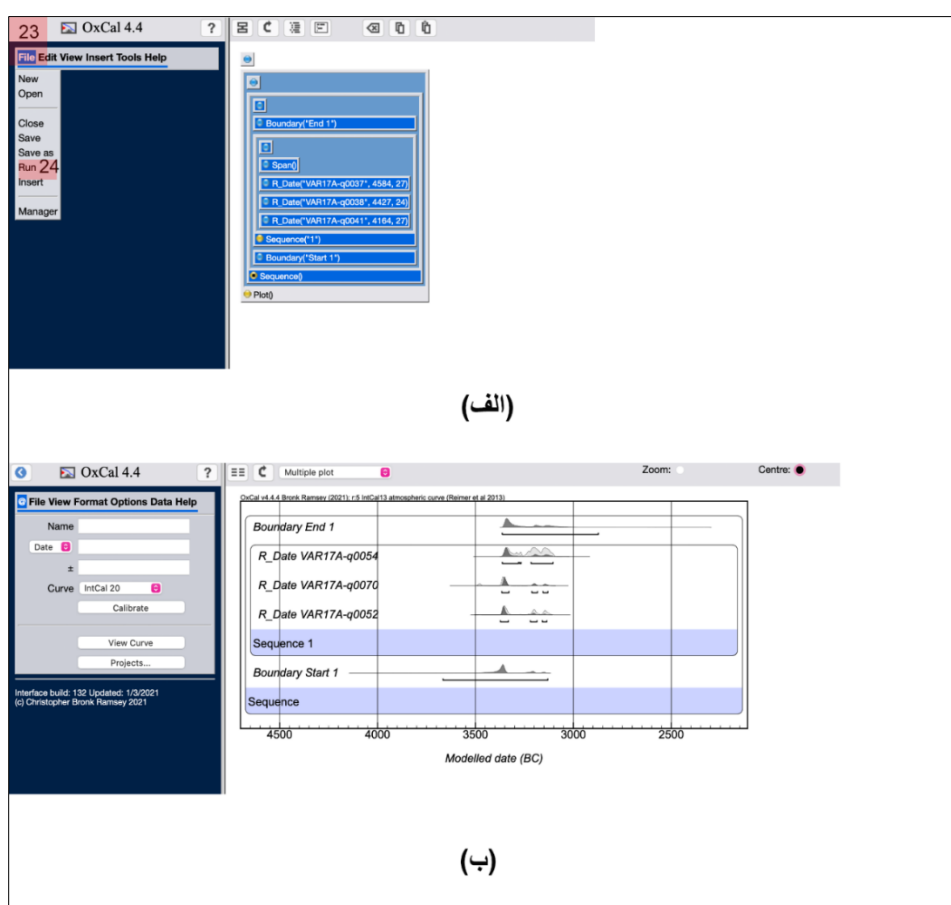 23
OxCal 4.4 ?
File Edit View Insert Tools Help
New
Open
Close
Save
Save as
Run 24
Insert
Manager
Boundary("End 1")
Span()
R_Date("VAR17A-q0037", 4584, 27)
R_Date("VAR17A-q0038", 4427, 24)
R_Date("VAR17A-q0041", 4164, 27)
Sequence("1")
Boundary("Start 1")
Sequence()
Plot()
(الف)
OxCal 4.4 ?
File View Format Options Data Help
Name
Date
±
Curve IntCal 20
Calibrate
View Curve
Projects...
Interface build: 132 Updated: 1/3/2021
(c) Christopher Bronk Ramsey 2021
Multiple plot
Zoom:
Centre:
OxCal v4.4.4 Bronk Ramsey (2021); r:5 IntCal13 atmospheric curve (Reimer et al 2013)
Boundary End 1
R_Date VAR17A-q0054
R_Date VAR17A-q0070
R_Date VAR17A-q0052
Sequence 1
Boundary Start 1
Sequence
4500 4000 3500 3000 2500
Modelled date (BC)
(ب)